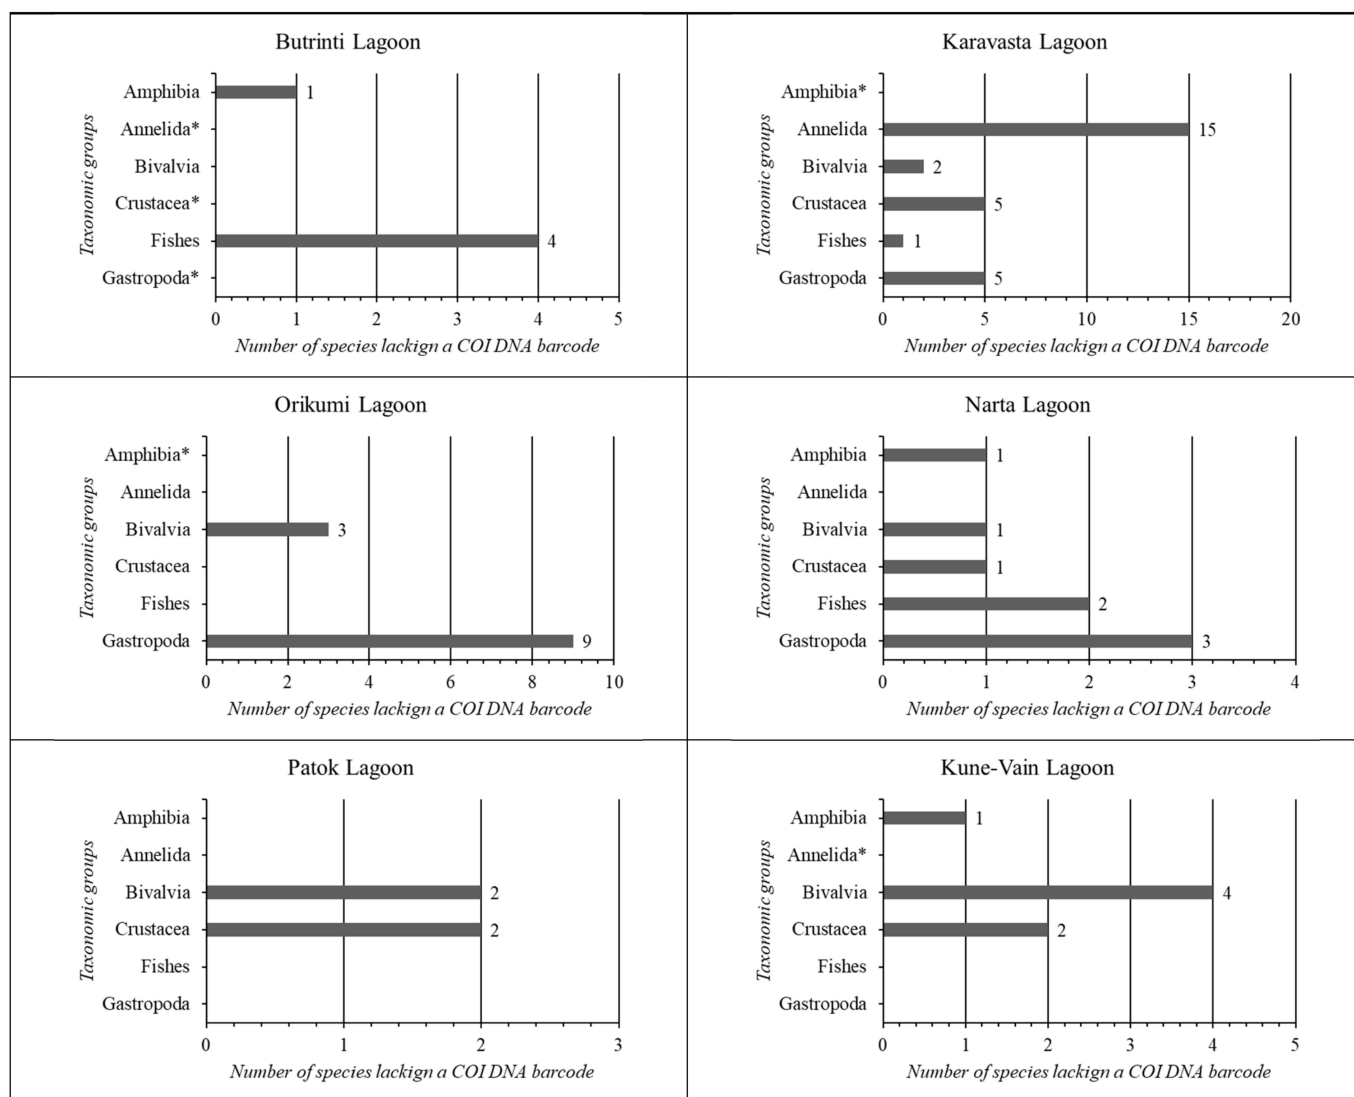 Butrinti Lagoon
Taxonomic groups
Amphibia 1
Annelida*
Bivalvia
Crustacea*
Fishes 4
Gastropoda*
0 1 2 3 4 5
Number of species lackign a COI DNA barcode
Karavasta Lagoon
Taxonomic groups
Amphibia*
Annelida 15
Bivalvia 2
Crustacea 5
Fishes 1
Gastropoda 5
0 5 10 15 20
Number of species lackign a COI DNA barcode
Orikumi Lagoon
Taxonomic groups
Amphibia*
Annelida
Bivalvia 3
Crustacea
Fishes
Gastropoda 9
0 2 4 6 8 10
Number of species lackign a COI DNA barcode
Narta Lagoon
Taxonomic groups
Amphibia 1
Annelida
Bivalvia 1
Crustacea 1
Fishes 2
Gastropoda 3
0 1 2 3 4
Number of species lackign a COI DNA barcode
Patok Lagoon
Taxonomic groups
Amphibia
Annelida
Bivalvia 2
Crustacea 2
Fishes
Gastropoda
0 1 2 3
Number of species lackign a COI DNA barcode
Kune-Vain Lagoon
Taxonomic groups
Amphibia 1
Annelida*
Bivalvia 4
Crustacea 2
Fishes
Gastropoda
0 1 2 3 4 5
Number of species lackign a COI DNA barcode